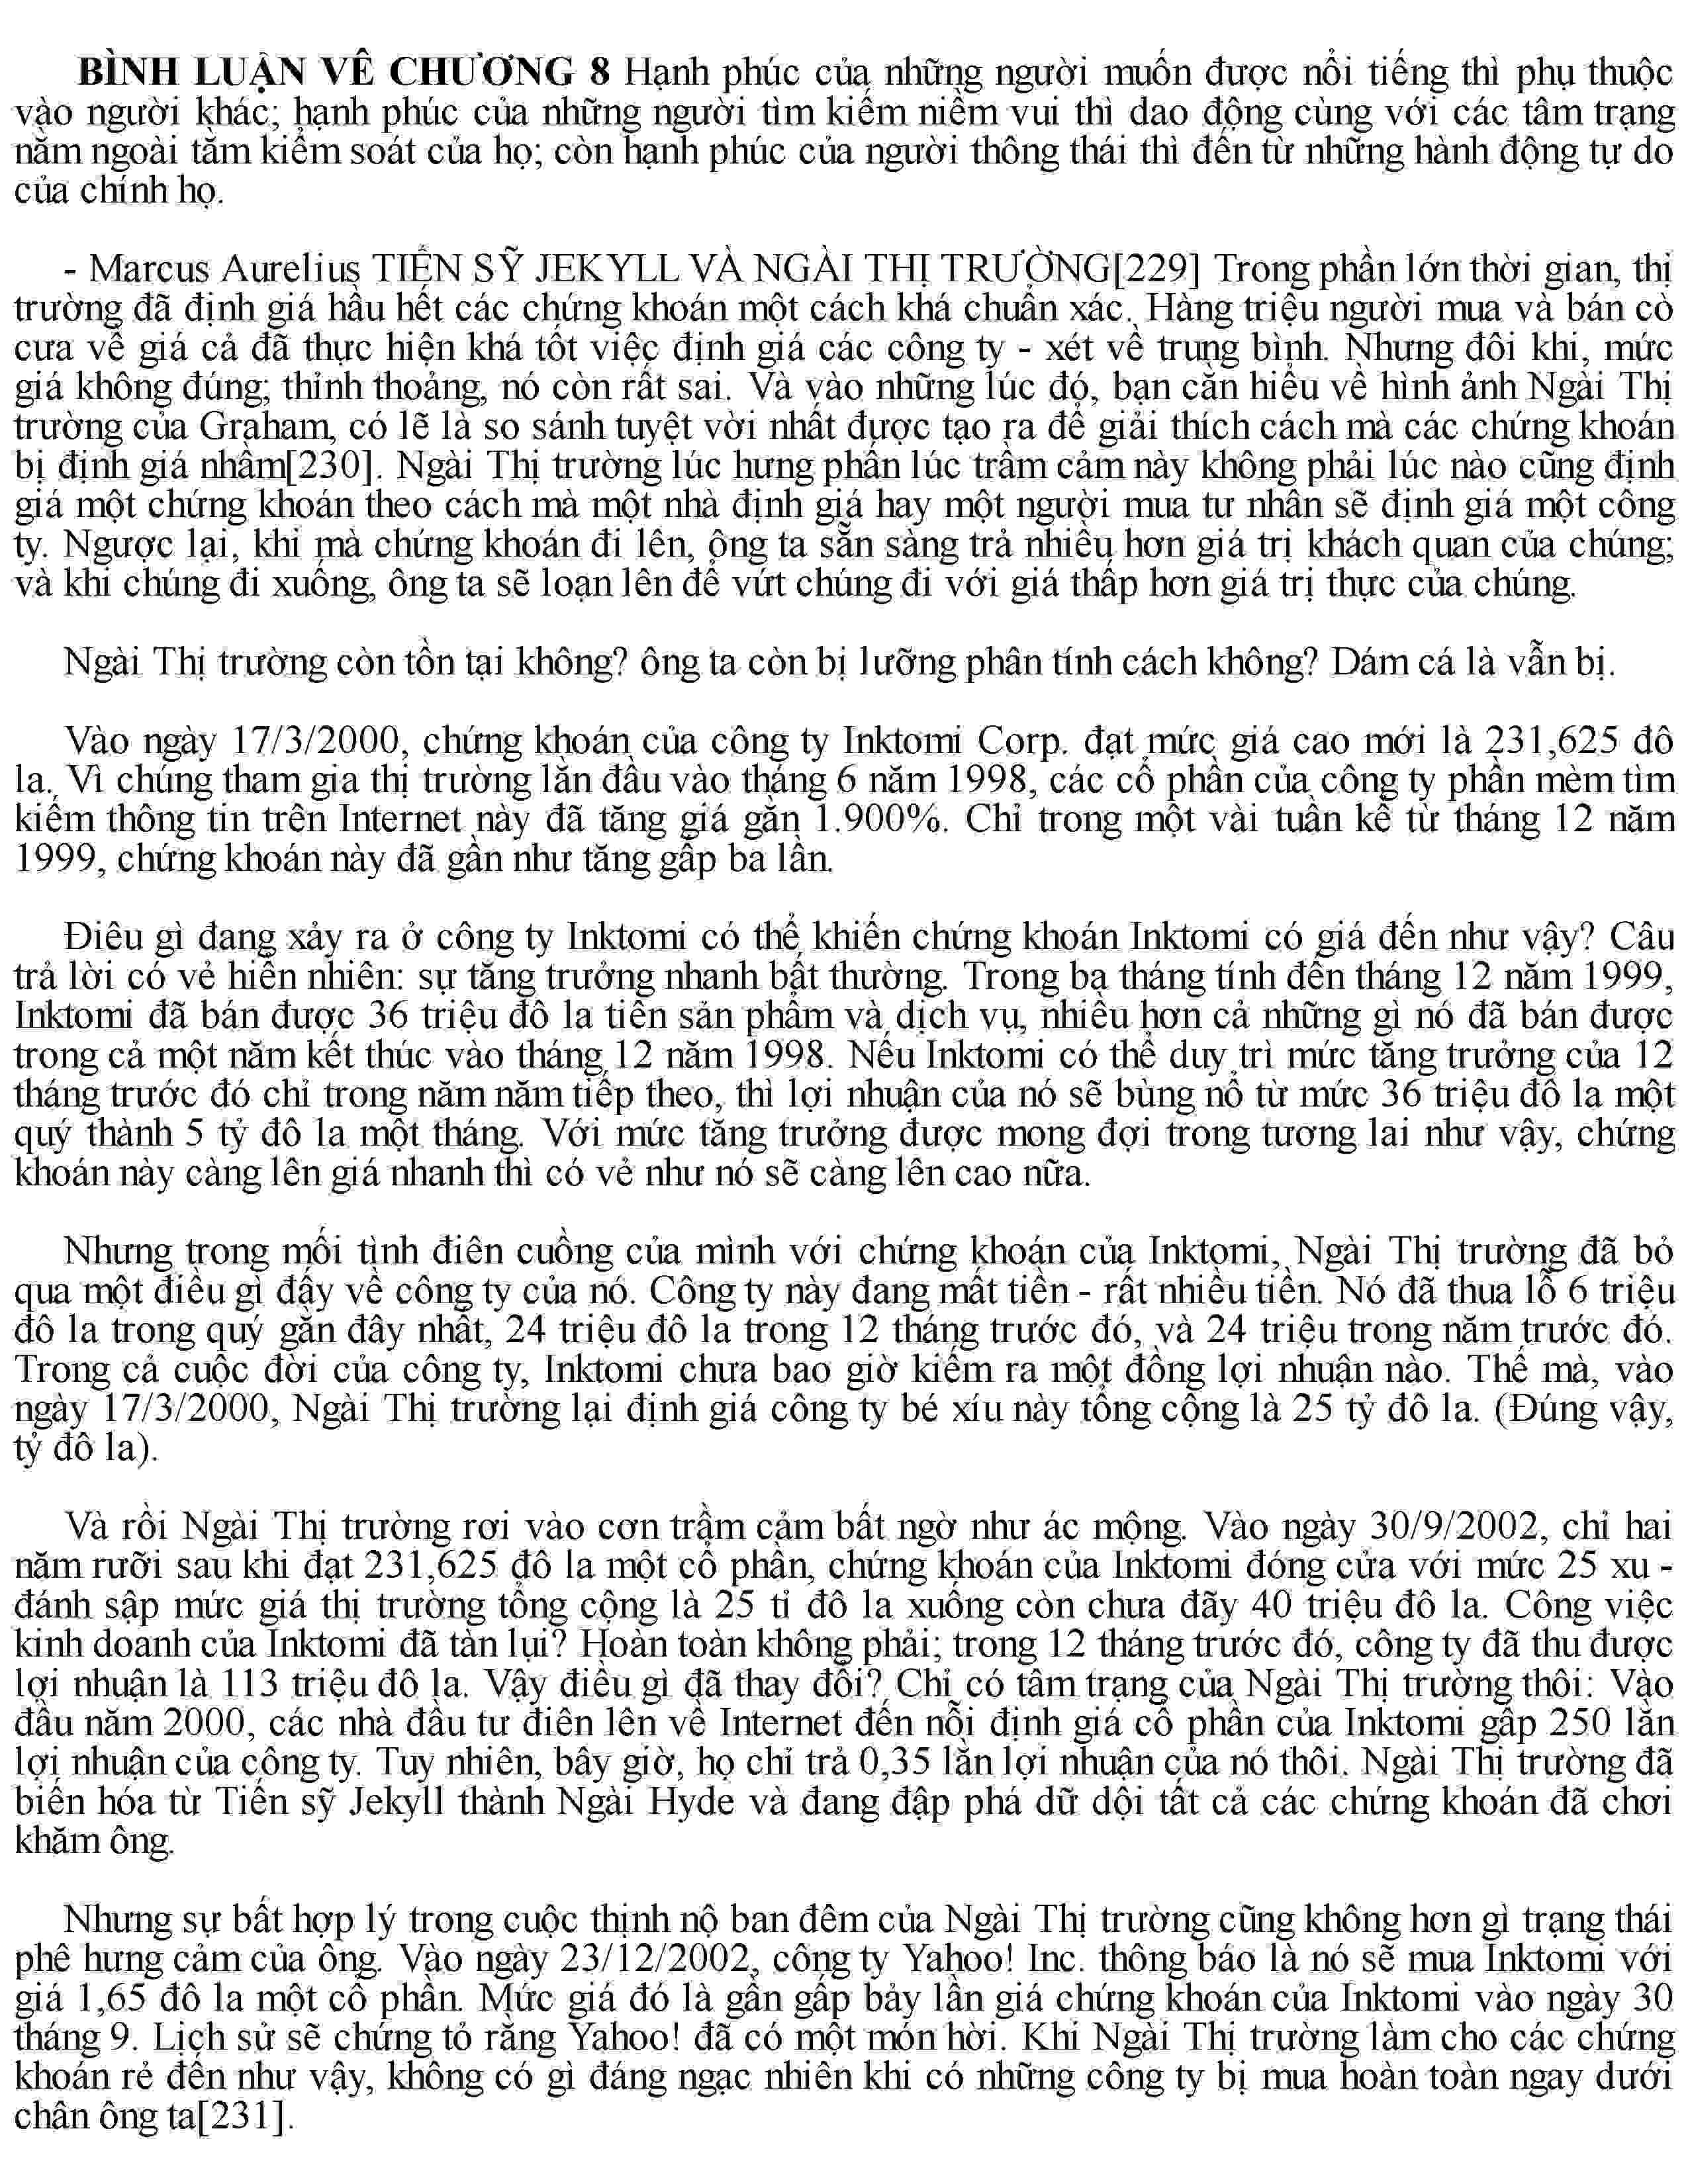 BÌNH LUẬN VỀ CHƯƠNG 8 Hạnh phúc của những người muốn được nổi tiếng thì phụ thuộc
vào người khác; hạnh phúc của những người tìm kiếm niềm vui thì dao động cùng với các tâm trạng
nằm ngoài tầm kiểm soát của họ; còn hạnh phúc của người thông thái thì đến từ những hành động tự do
của chính họ.
- Marcus Aurelius TIẾN SỸ JEKYLL VÀ NGÀI THỊ TRƯỜNG[229] Trong phần lớn thời gian, thị
trường đã định giá hầu hết các chứng khoán một cách khá chuẩn xác. Hàng triệu người mua và bán cò
cưa về giá cả đã thực hiện khá tốt việc định giá các công ty - xét về trung bình. Nhưng đôi khi, mức
giá không đúng; thỉnh thoảng, nó còn rất sai. Và vào những lúc đó, bạn cần hiểu về hình ảnh Ngài Thị
trường của Graham, có lẽ là so sánh tuyệt vời nhất được tạo ra để giải thích cách mà các chứng khoán
bị định giá nhầm[230]. Ngài Thị trường lúc hưng phấn lúc trầm cảm này không phải lúc nào cũng định
giá một chứng khoán theo cách mà một nhà định giá hay một người mua tư nhân sẽ định giá một công
ty. Ngược lại, khi mà chứng khoán đi lên, ông ta sẵn sàng trả nhiều hơn giá trị khách quan của chúng;
và khi chúng đi xuống, ông ta sẽ loạn lên để vứt chúng đi với giá thấp hơn giá trị thực của chúng.
Ngài Thị trường còn tồn tại không? ông ta còn bị lưỡng phân tính cách không? Dám cá là vẫn bị.
Vào ngày 17/3/2000, chứng khoán của công ty Inktomi Corp. đạt mức giá cao mới là 231,625 đô
la. Vì chúng tham gia thị trường lần đầu vào tháng 6 năm 1998, các cổ phần của công ty phần mèm tìm
kiếm thông tin trên Internet này đã tăng giá gần 1.900%. Chỉ trong một vài tuần kể từ tháng 12 năm
1999, chứng khoán này đã gần như tăng gấp ba lần.
Điêu gì đang xảy ra ở công ty Inktomi có thể khiến chứng khoán Inktomi có giá đến như vậy? Câu
trả lời có vẻ hiển nhiên: sự tăng trưởng nhanh bất thường. Trong ba tháng tính đến tháng 12 năm 1999,
Inktomi đã bán được 36 triệu đô la tiền sản phẩm và dịch vụ, nhiều hơn cả những gì nó đã bán được
trong cả một năm kết thúc vào tháng 12 năm 1998. Nếu Inktomi có thể duy trì mức tăng trưởng của 12
tháng trước đó chỉ trong năm năm tiếp theo, thì lợi nhuận của nó sẽ bùng nổ từ mức 36 triệu đô la một
quý thành 5 tỷ đô la một tháng. Với mức tăng trưởng được mong đợi trong tương lai như vậy, chứng
khoán này càng lên giá nhanh thì có vẻ như nó sẽ càng lên cao nữa.
Nhưng trong mối tình điên cuồng của mình với chứng khoán của Inktomi, Ngài Thị trường đã bỏ
qua một điều gì đấy về công ty của nó. Công ty này đang mất tiền - rất nhiều tiền. Nó đã thua lỗ 6 triệu
đô la trong quý gần đây nhất, 24 triệu đô la trong 12 tháng trước đó, và 24 triệu trong năm trước đó.
Trong cả cuộc đời của công ty, Inktomi chưa bao giờ kiếm ra một đồng lợi nhuận nào. Thế mà, vào
ngày 17/3/2000, Ngài Thị trường lại định giá công ty bé xíu này tổng cộng là 25 tỷ đô la. (Đúng vậy,
tỷ đô la).
Và rồi Ngài Thị trường rơi vào cơn trầm cảm bất ngờ như ác mộng. Vào ngày 30/9/2002, chỉ hai
năm rưỡi sau khi đạt 231,625 đô la một cổ phần, chứng khoán của Inktomi đóng cửa với mức 25 xu -
đánh sập mức giá thị trường tổng cộng là 25 tỉ đô la xuống còn chưa đãy 40 triệu đô la. Công việc
kinh doanh của Inktomi đã tàn lụi? Hoàn toàn không phải; trong 12 tháng trước đó, công ty đã thu được
lợi nhuận là 113 triệu đô la. Vậy điều gì đã thay đổi? Chỉ có tâm trạng của Ngài Thị trường thôi: Vào
đầu năm 2000, các nhà đầu tư điên lên về Internet đến nỗi định giá cổ phần của Inktomi gấp 250 lần
lợi nhuận của công ty. Tuy nhiên, bây giờ, họ chỉ trả 0,35 lần lợi nhuận của nó thôi. Ngài Thị trường đã
biến hóa từ Tiến sỹ Jekyll thành Ngài Hyde và đang đập phá dữ dội tất cả các chứng khoán đã chơi
khăm ông.
Nhưng sự bất hợp lý trong cuộc thịnh nộ ban đêm của Ngài Thị trường cũng không hơn gì trạng thái
phê hưng cảm của ông. Vào ngày 23/12/2002, công ty Yahoo! Inc. thông báo là nó sẽ mua Inktomi với
giá 1,65 đô la một cổ phần. Mức giá đó là gần gấp bảy lần giá chứng khoán của Inktomi vào ngày 30
tháng 9. Lịch sử sẽ chứng tỏ rằng Yahoo! đã có một món hời. Khi Ngài Thị trường làm cho các chứng
khoán rẻ đến như vậy, không có gì đáng ngạc nhiên khi có những công ty bị mua hoàn toàn ngay dưới
chân ông ta[231].